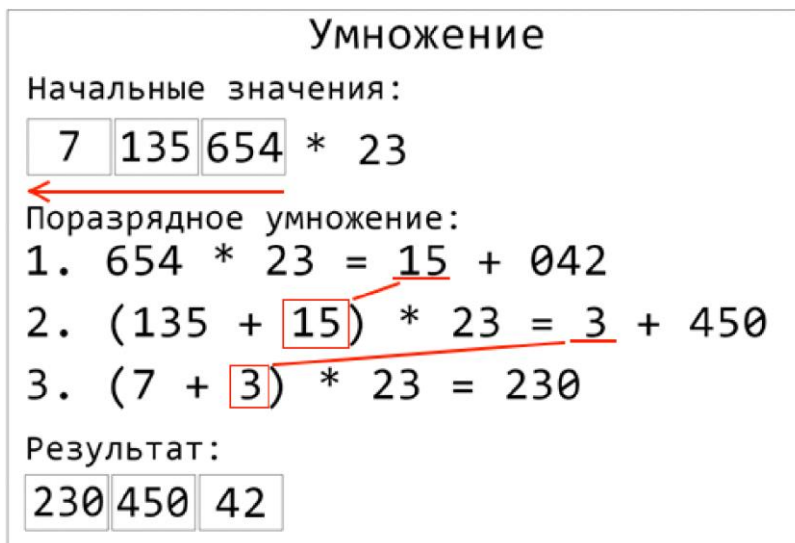 Умножение
Начальные значения:
7 135 654 * 23
Поразрядное умножение:
1. 654 * 23 = 15 + 042
2. (135 + 15) * 23 = 3 + 450
3. (7 + 3) * 23 = 230
Результат:
230 450 42